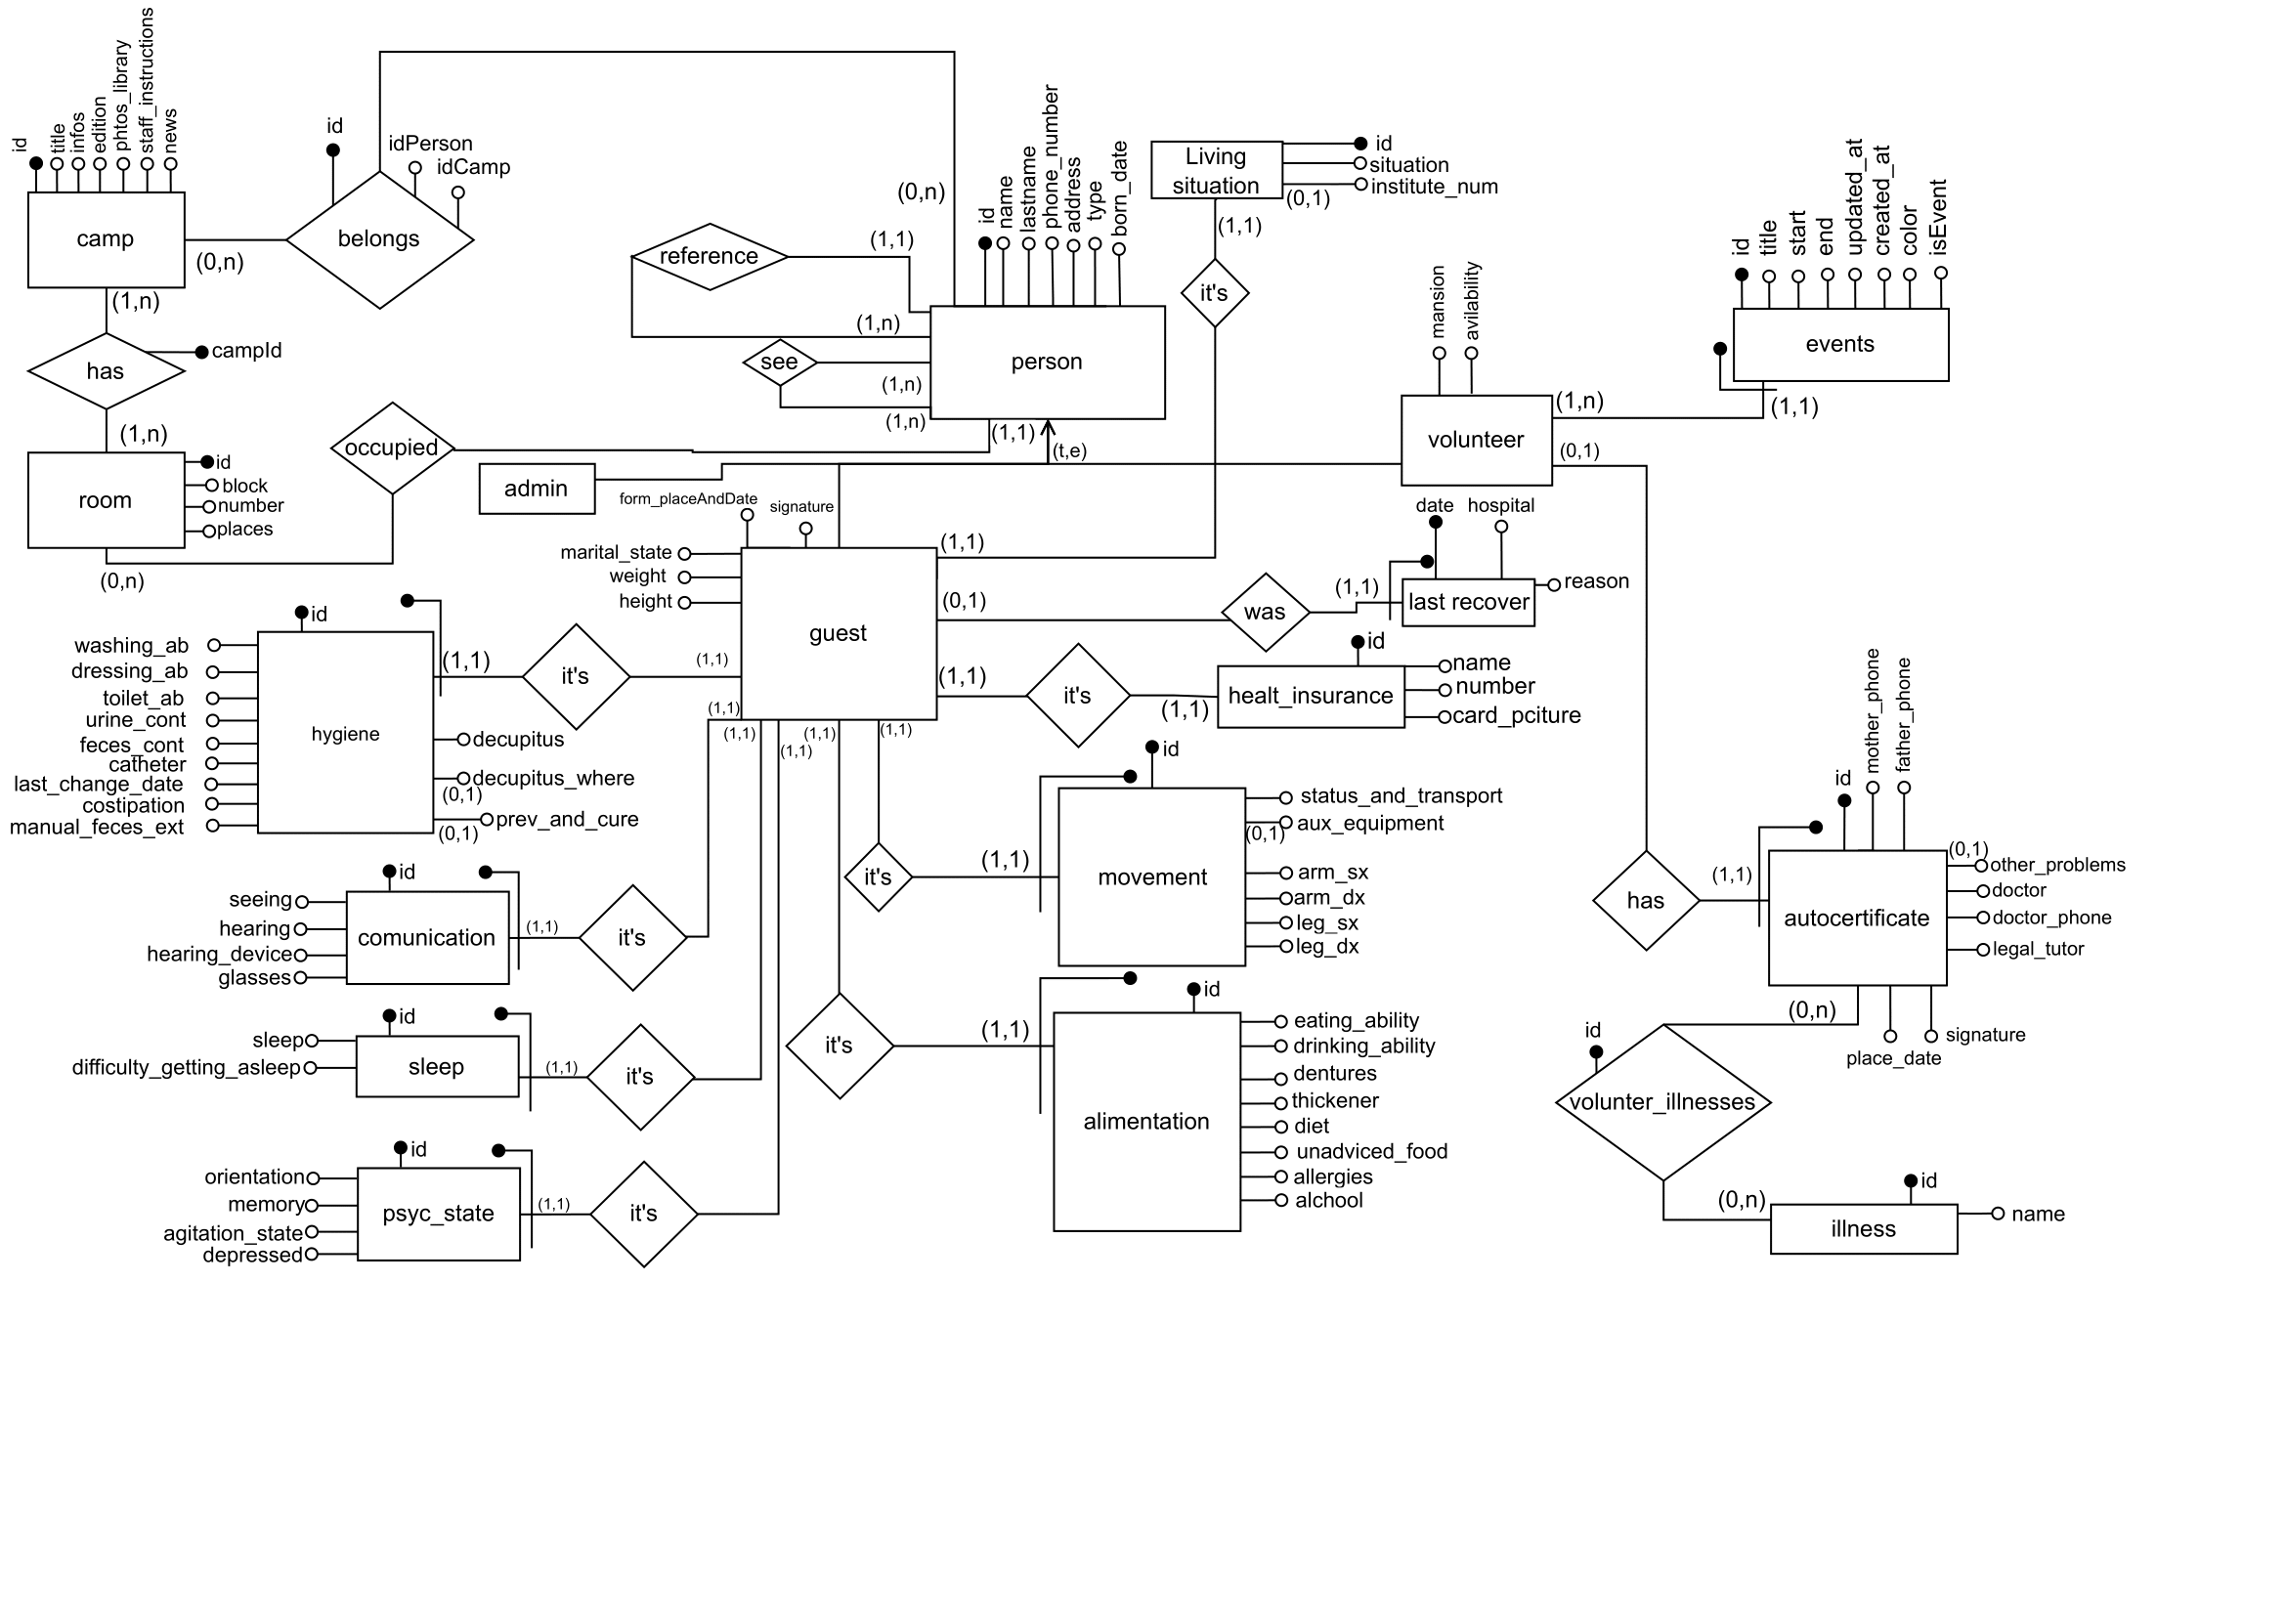 id
title
infos
edition
phtos_library
staff_instructions
news
camp
(0,n)
id
idPerson
idCamp
belongs
(0,n)
(1,n)
has
campId
(1,n)
room
id
block
number
places
(0,n)
occupied
(1,1)
reference
(1,1)
(1,n)
see
(1,n)
(1,n)
id
name
lastname
phone_number
address
type
born_date
person
(t,e)
Living
situation
id
situation
institute_num
(0,1)
(1,1)
it's
mansion
avilability
volunteer
(1,n)
(0,1)
id
title
start
end
updated_at
created_at
color
isEvent
events
(1,1)
admin
form_placeAndDate
signature
marital_state
weight
height
guest
(1,1)
(0,1)
(1,1)
was
(1,1)
date
hospital
last recover
reason
it's
(1,1)
id
healt_insurance
name
number
card_pciture
id
washing_ab
dressing_ab
toilet_ab
urine_cont
feces_cont
catheter
last_change_date
costipation
manual_feces_ext
hygiene
decupitus
decupitus_where
(0,1)
prev_and_cure
(0,1)
(1,1)
it's
(1,1)
(1,1)
(1,1)
(1,1)
(1,1)
(1,1)
id
seeing
hearing
hearing_device
glasses
comunication
(1,1)
it's
id
sleep
difficulty_getting_asleep
sleep
(1,1)
it's
id
orientation
memory
agitation_state
depressed
psyc_state
(1,1)
it's
it's
(1,1)
id
movement
status_and_transport
aux_equipment
(0,1)
arm_sx
arm_dx
leg_sx
leg_dx
it's
(1,1)
id
alimentation
eating_ability
drinking_ability
dentures
thickener
diet
unadviced_food
allergies
alchool
has
(1,1)
id
mother_phone
father_phone
autocertificate
(0,1)
other_problems
doctor
doctor_phone
legal_tutor
signature
place_date
(0,n)
id
volunter_illnesses
(0,n)
id
illness
name